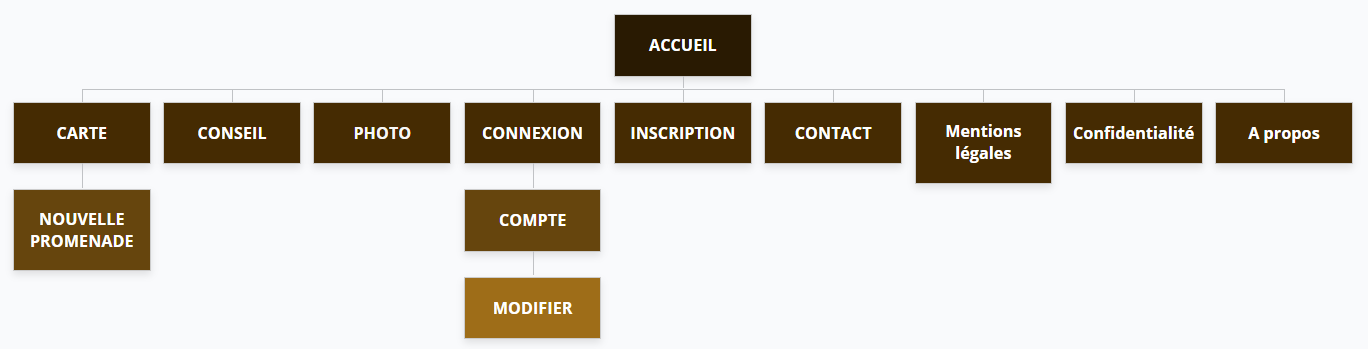 ACCUEIL
CARTE
CONSEIL
PHOTO
CONNEXION
INSCRIPTION
CONTACT
Mentions
légales
Confidentialité
A propos
NOUVELLE
PROMENADE
COMPTE
MODIFIER